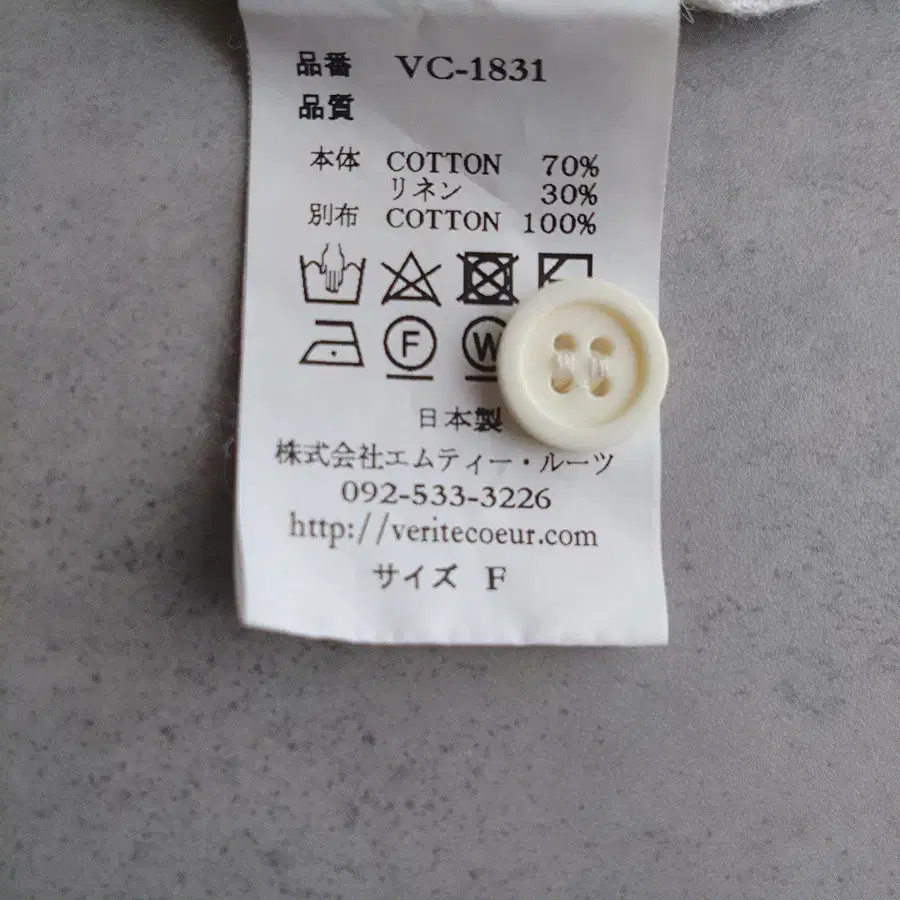 品番 VC-1831
品質
本体 COTTON 70%
リネン 30%
別布 COTTON 100%
F W
日本製
株式会社エムティー・ルーツ
092-533-3226
http://veritecoeur.com
サイズ F